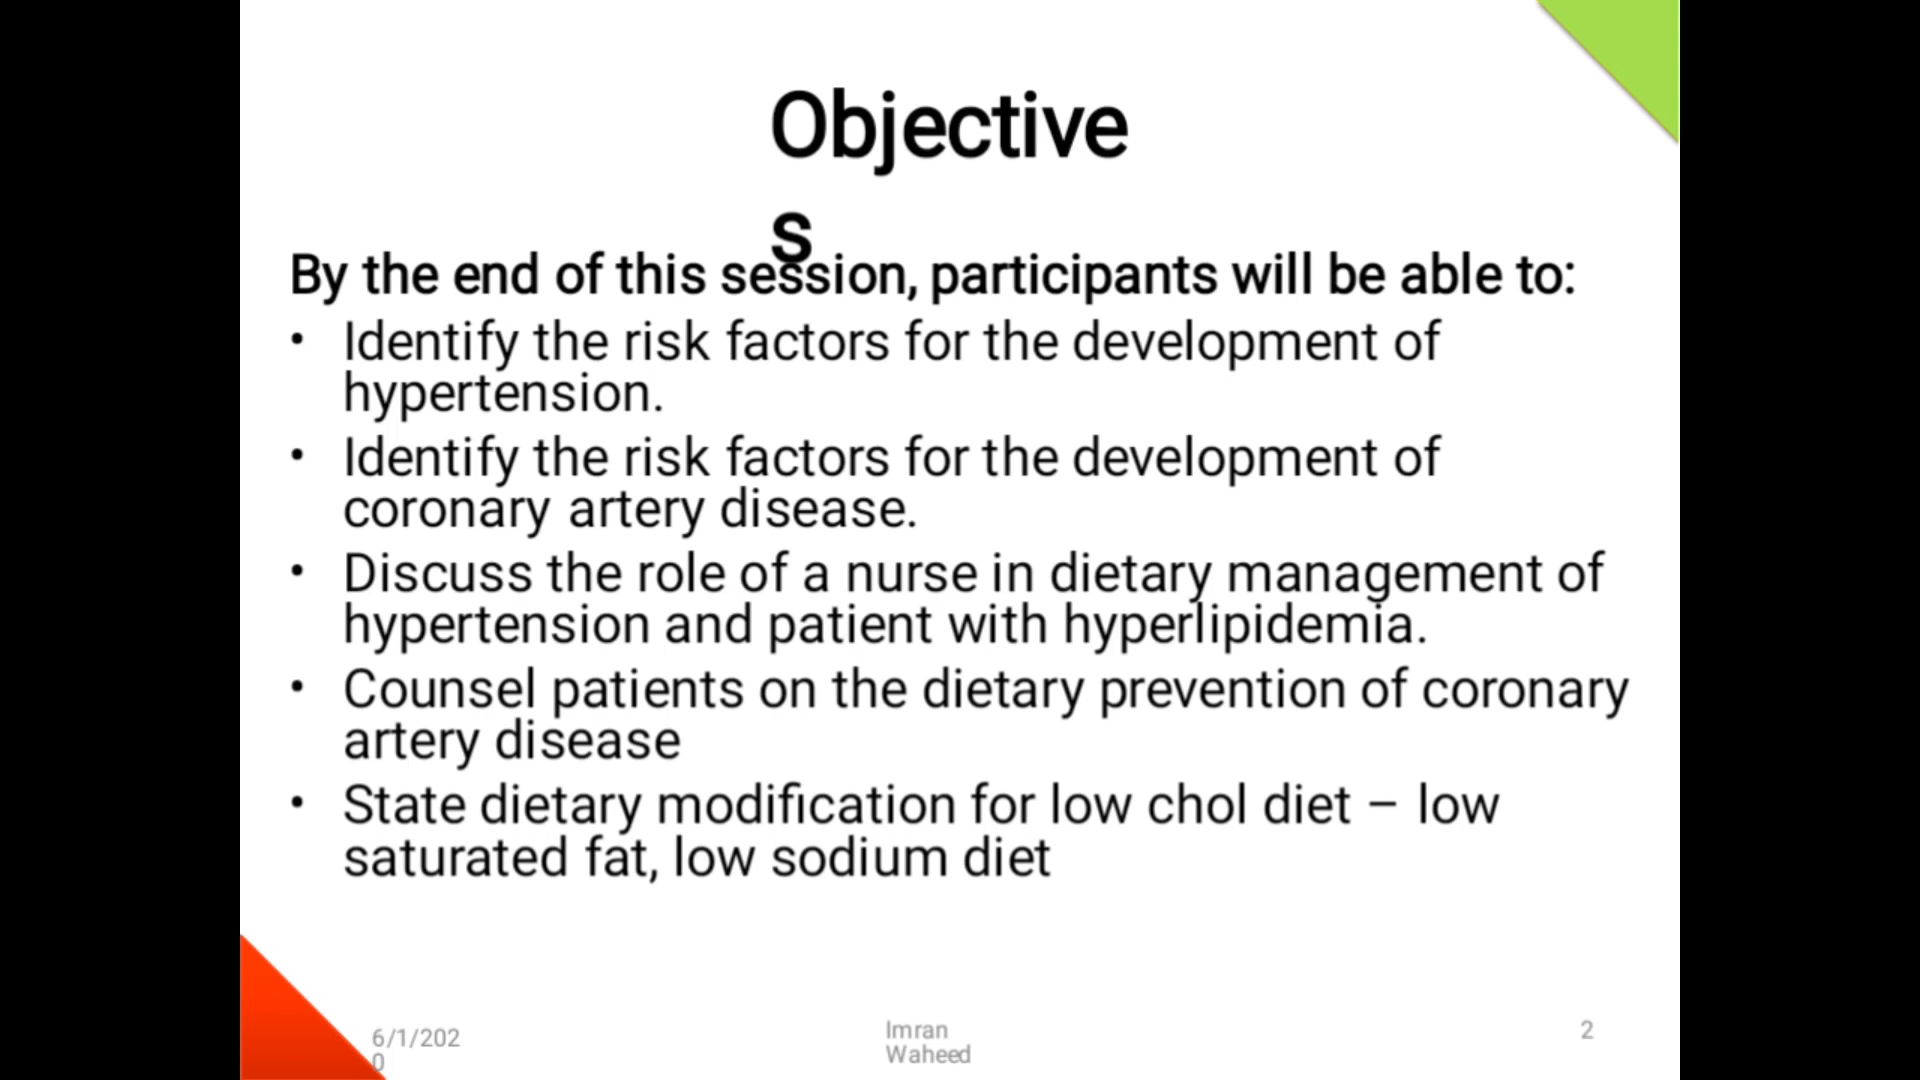 Objective
s
By the end of this session, participants will be able to:
• Identify the risk factors for the development of
hypertension.
• Identify the risk factors for the development of
coronary artery disease.
• Discuss the role of a nurse in dietary management of
hypertension and patient with hyperlipidemia.
• Counsel patients on the dietary prevention of coronary
artery disease
• State dietary modification for low chol diet – low
saturated fat, low sodium diet
6/1/202
0
Imran
Waheed
2